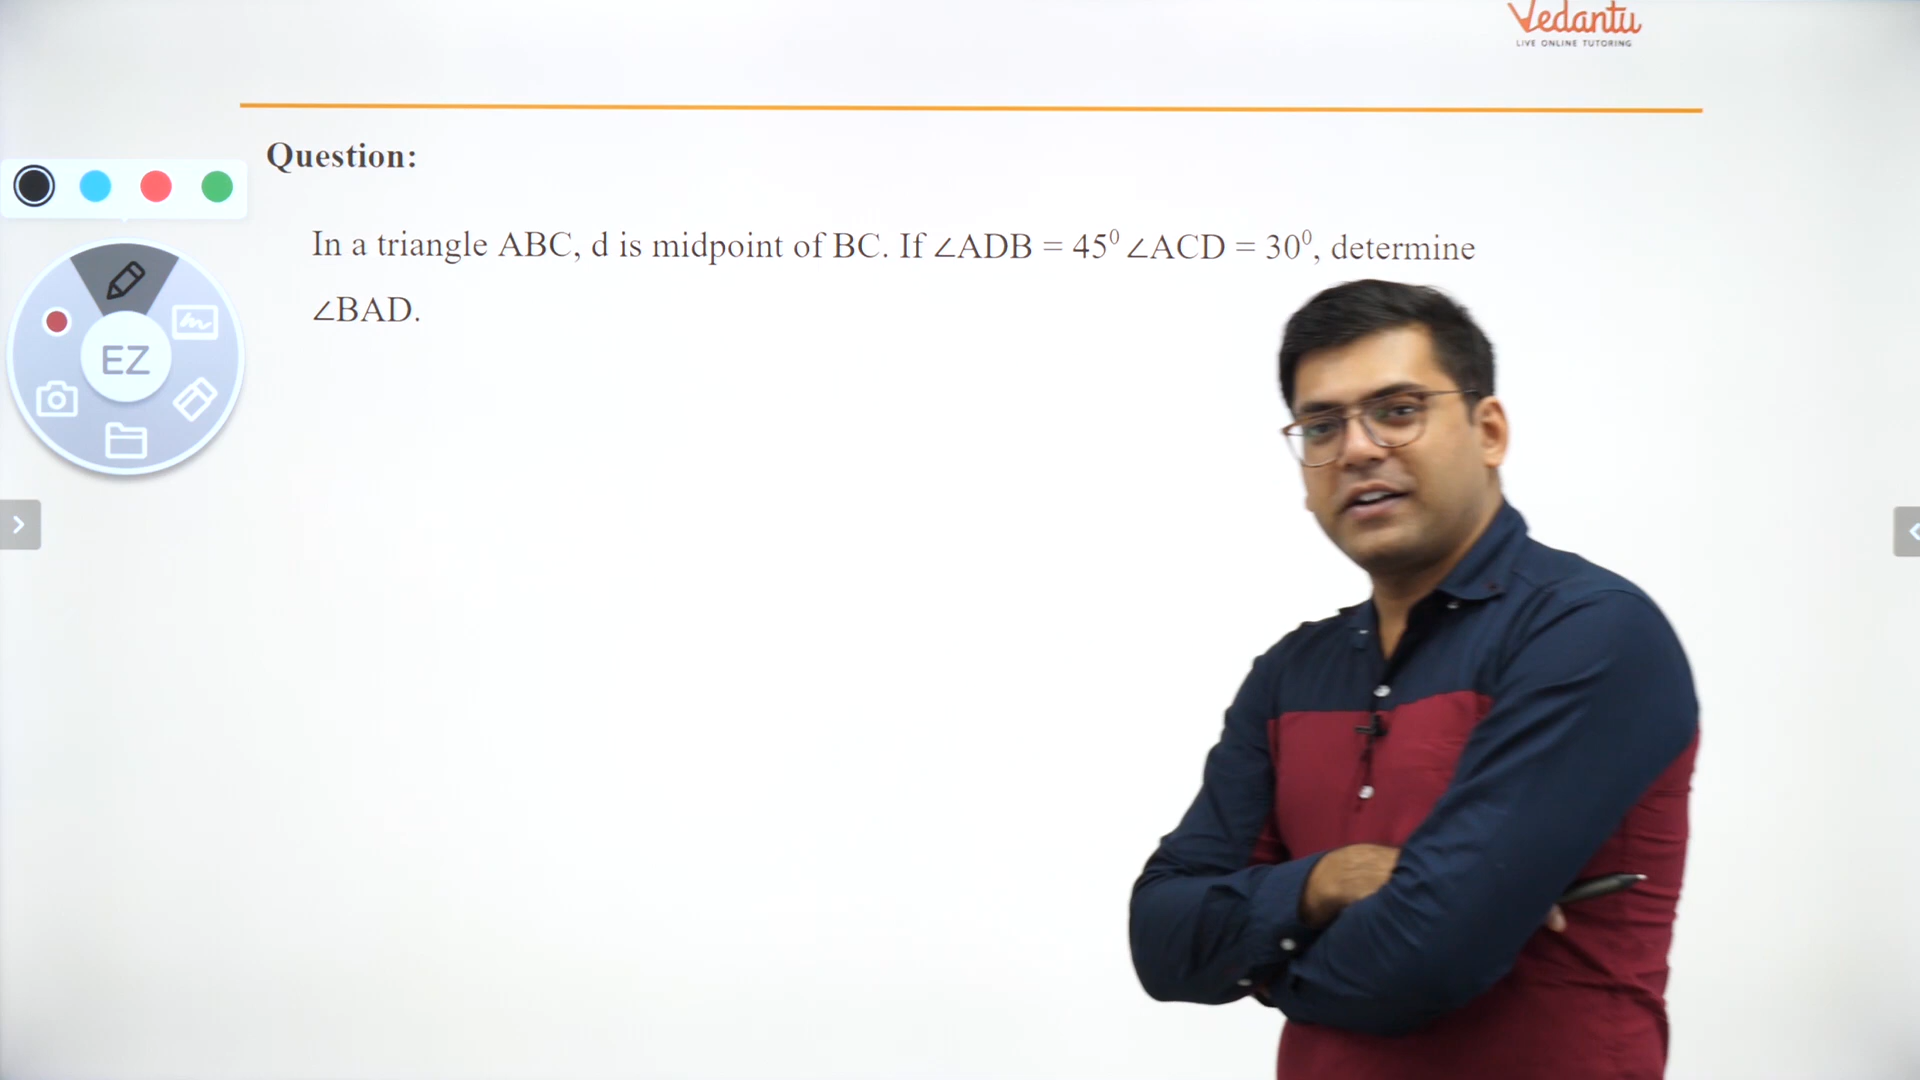 Vedantu
LIVE ONLINE TUTORING
Question:
In a triangle ABC, d is midpoint of BC. If ∠ADB = 45⁰ ∠ACD = 30⁰, determine
∠BAD.
EZ